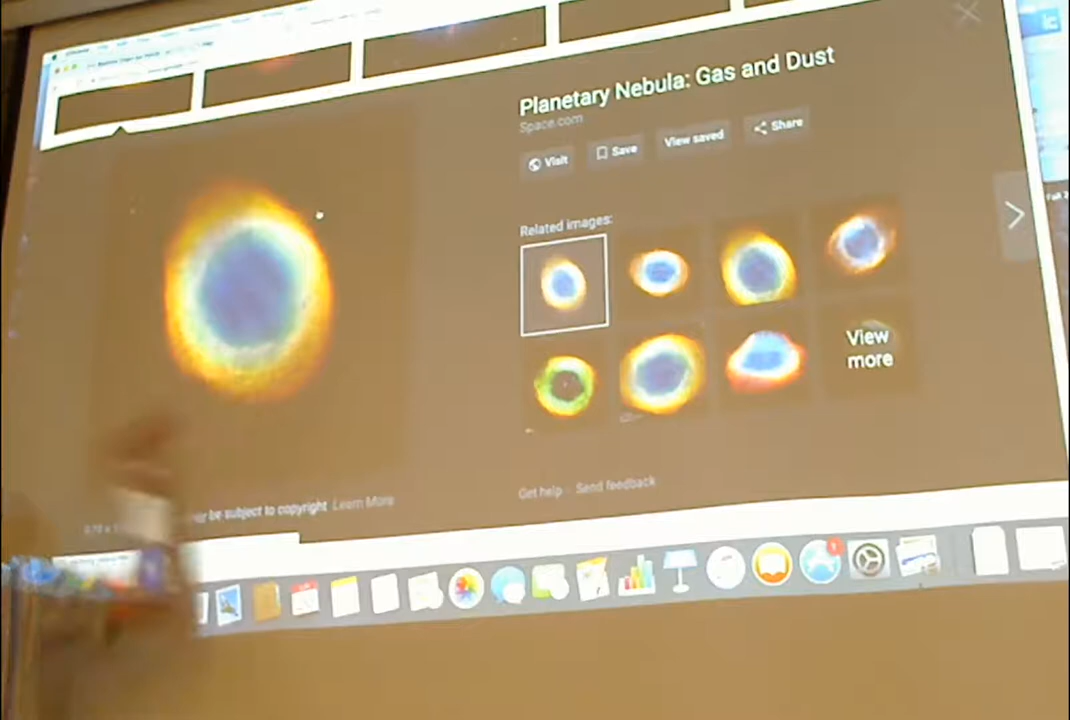 Planetary Nebula: Gas and Dust
Space.com
Visit
Save
View saved
Share
Related images:
View
more
be subject to copyright Learn More
Get help
Send feedback